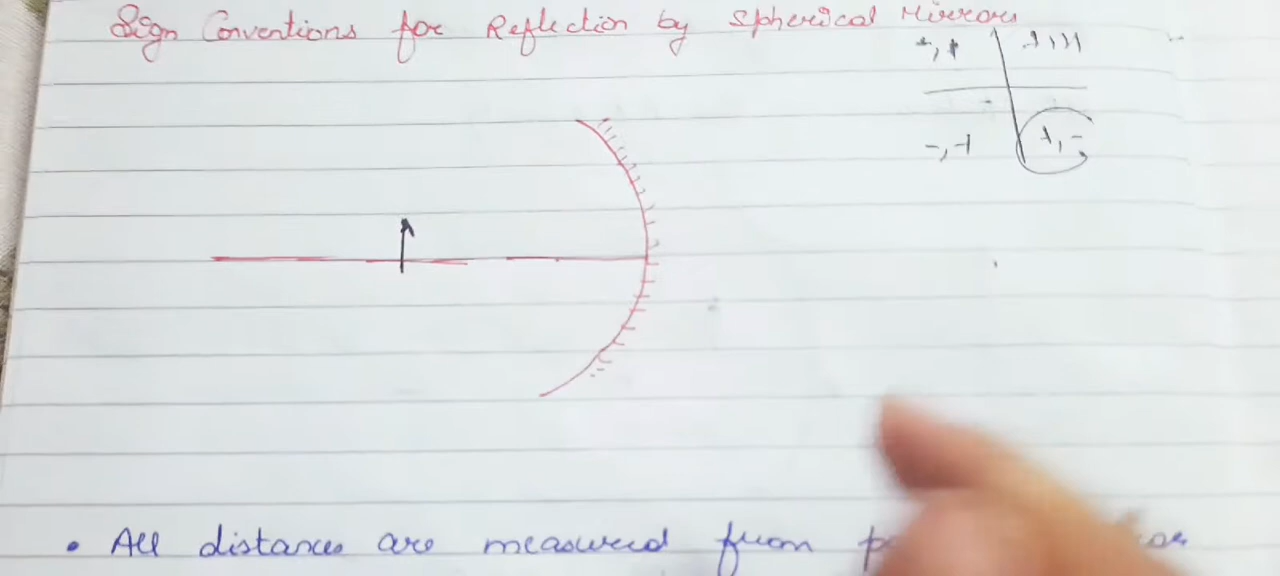 Sign Conventions for Reflection by Spherical Mirrors
-, +
-, -
+, -
• All distances are measured from